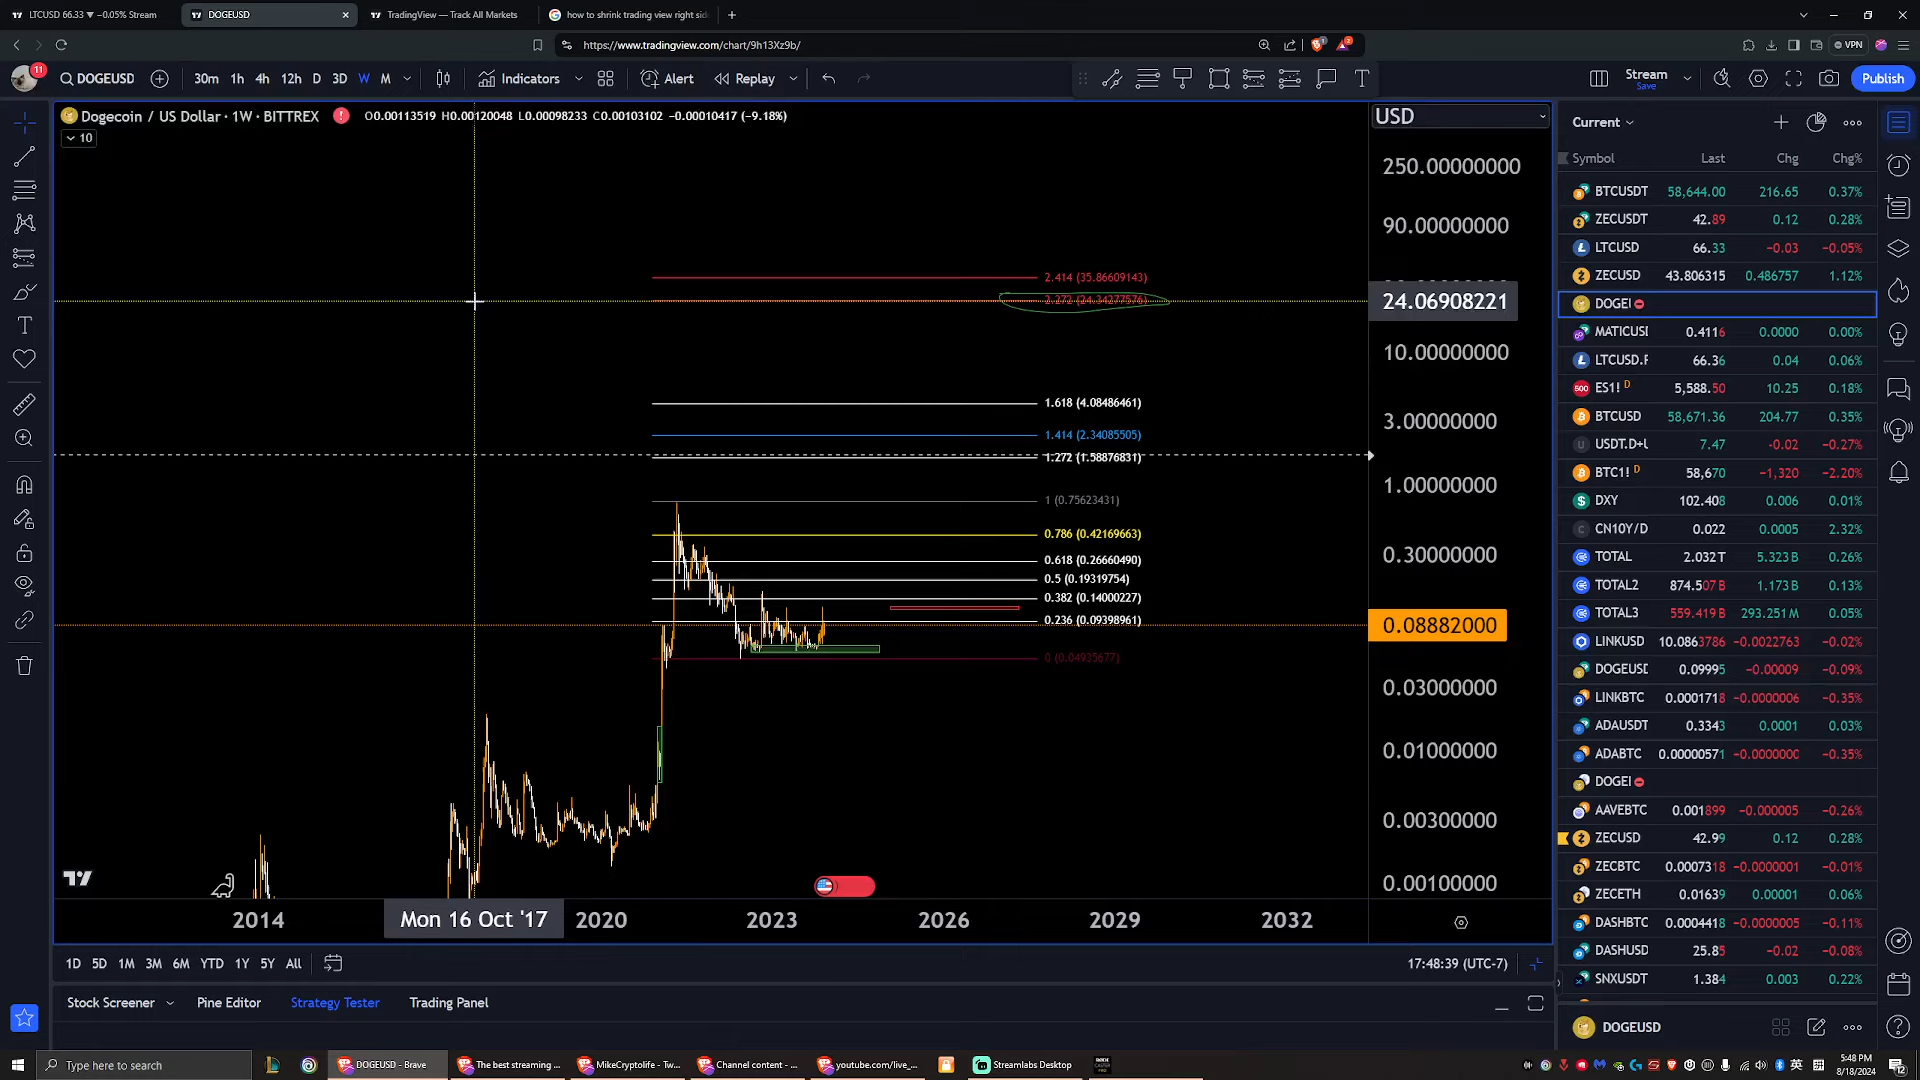 LTCUSD 66.33 ▼ −0.05% Stream
DOGEUSD
TradingView — Track All Markets
how to shrink trading view right sid
https://www.tradingview.com/chart/9h13Xz9b/
VPN
11
DOGEUSD
30m 1h 4h 12h D 3D W M
Indicators
Alert
Replay
Stream
Save
Publish
Dogecoin / US Dollar · 1W · BITTREX
O0.00113519 H0.00120048 L0.00098233 C0.00103102 −0.00010417 (−9.18%)
10
USD
250.00000000
90.00000000
24.06908221
10.00000000
3.00000000
1.00000000
0.30000000
0.08882000
0.03000000
0.01000000
0.00300000
0.00100000
2.414 (35.86609143)
2.272 (24.34277576)
1.618 (4.08486461)
1.414 (2.34085505)
1.272 (1.58876831)
1 (0.75623431)
0.786 (0.42169663)
0.618 (0.26660490)
0.5 (0.19319754)
0.382 (0.14000227)
0.236 (0.09398961)
0 (0.04935677)
2014
Mon 16 Oct '17
2020
2023
2026
2029
2032
1D 5D 1M 3M 6M YTD 1Y 5Y All
17:48:39 (UTC-7)
Stock Screener
Pine Editor
Strategy Tester
Trading Panel
Current
Symbol Last Chg Chg%
BTCUSDT 58,644.00 216.65 0.37%
ZECUSDT 42.89 0.12 0.28%
LTCUSD 66.33 −0.03 −0.05%
ZECUSD 43.806315 0.486757 1.12%
DOGEI
MATICUSI 0.4116 0.0000 0.00%
LTCUSD.F 66.36 0.04 0.06%
ES1! D 5,588.50 10.25 0.18%
BTCUSD 58,671.36 204.77 0.35%
USDT.D+U 7.47 −0.02 −0.27%
BTC1! D 58,670 −1,320 −2.20%
DXY 102.408 0.006 0.01%
CN10Y/D 0.022 0.0005 2.32%
TOTAL 2.032T 5.323B 0.26%
TOTAL2 874.507B 1.173B 0.13%
TOTAL3 559.419B 293.251M 0.05%
LINKUSD 10.0863786 −0.0022763 −0.02%
DOGEUSD 0.09995 −0.00009 −0.09%
LINKBTC 0.0001718 −0.0000006 −0.35%
ADAUSDT 0.3343 0.0001 0.03%
ADABTC 0.00000571 −0.0000000 −0.35%
DOGEI
AAVEBTC 0.001899 −0.000005 −0.26%
ZECUSD 42.99 0.12 0.28%
ZECBTC 0.0007318 −0.0000001 −0.01%
ZECETH 0.01639 0.00001 0.06%
DASHBTC 0.0004418 −0.0000005 −0.11%
DASHUSD 25.85 −0.02 −0.08%
SNXUSDT 1.384 0.003 0.22%
DOGEUSD
Type here to search
DOGEUSD - Brave
The best streaming ...
MikeCryptolife - Tw...
Channel content - ...
youtube.com/live_...
Streamlabs Desktop
5:48 PM
8/18/2024